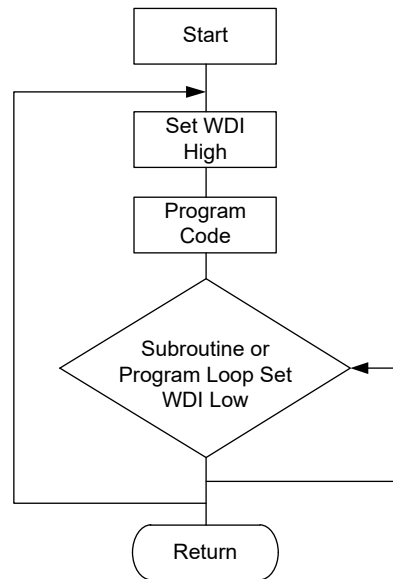 Start
Set WDI
High
Program
Code
Subroutine or
Program Loop Set
WDI Low
Return